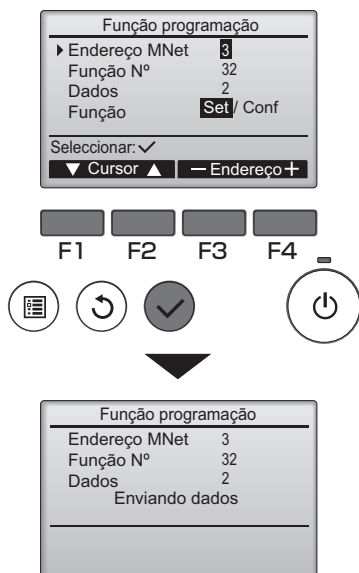 Função programação
Endereço MNet 3
Função Nº 32
Dados 2
Função Set / Conf
Seleccionar: ✓
▼ Cursor ▲ − Endereço +
F1 F2 F3 F4
Função programação
Endereço MNet 3
Função Nº 32
Dados 2
Enviando dados